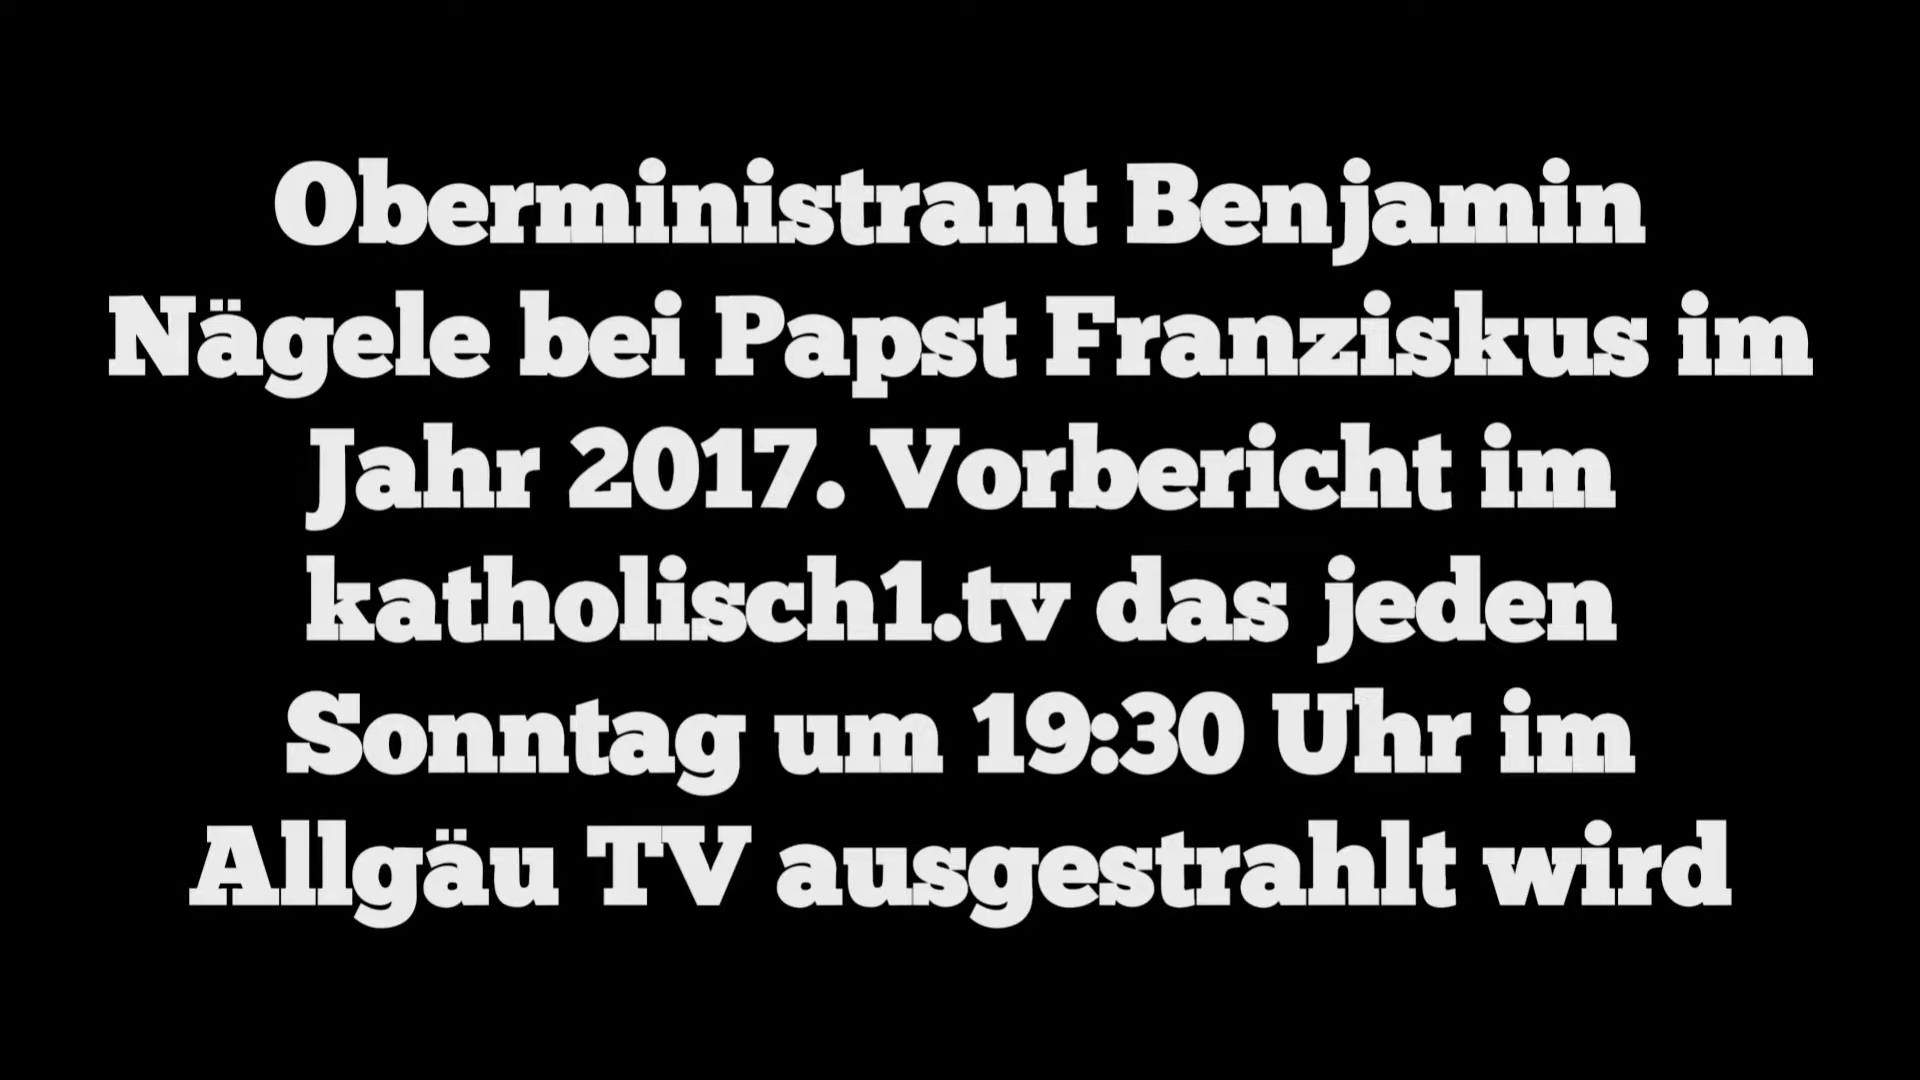 Oberministrant Benjamin
Nägele bei Papst Franziskus im
Jahr 2017. Vorbericht im
katholisch1.tv das jeden
Sonntag um 19:30 Uhr im
Allgäu TV ausgestrahlt wird